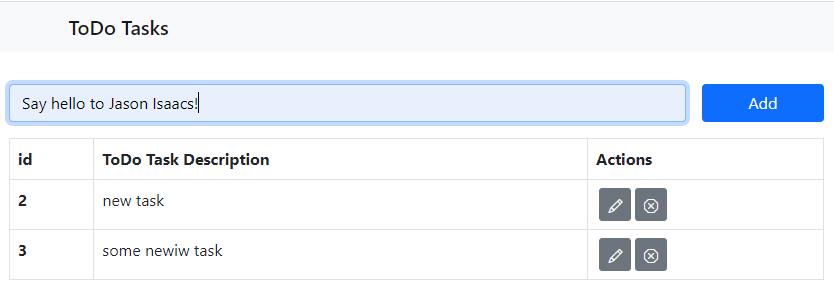 ToDo Tasks
Say hello to Jason Isaacs!
Add
id ToDo Task Description Actions
2 new task
3 some newiw task